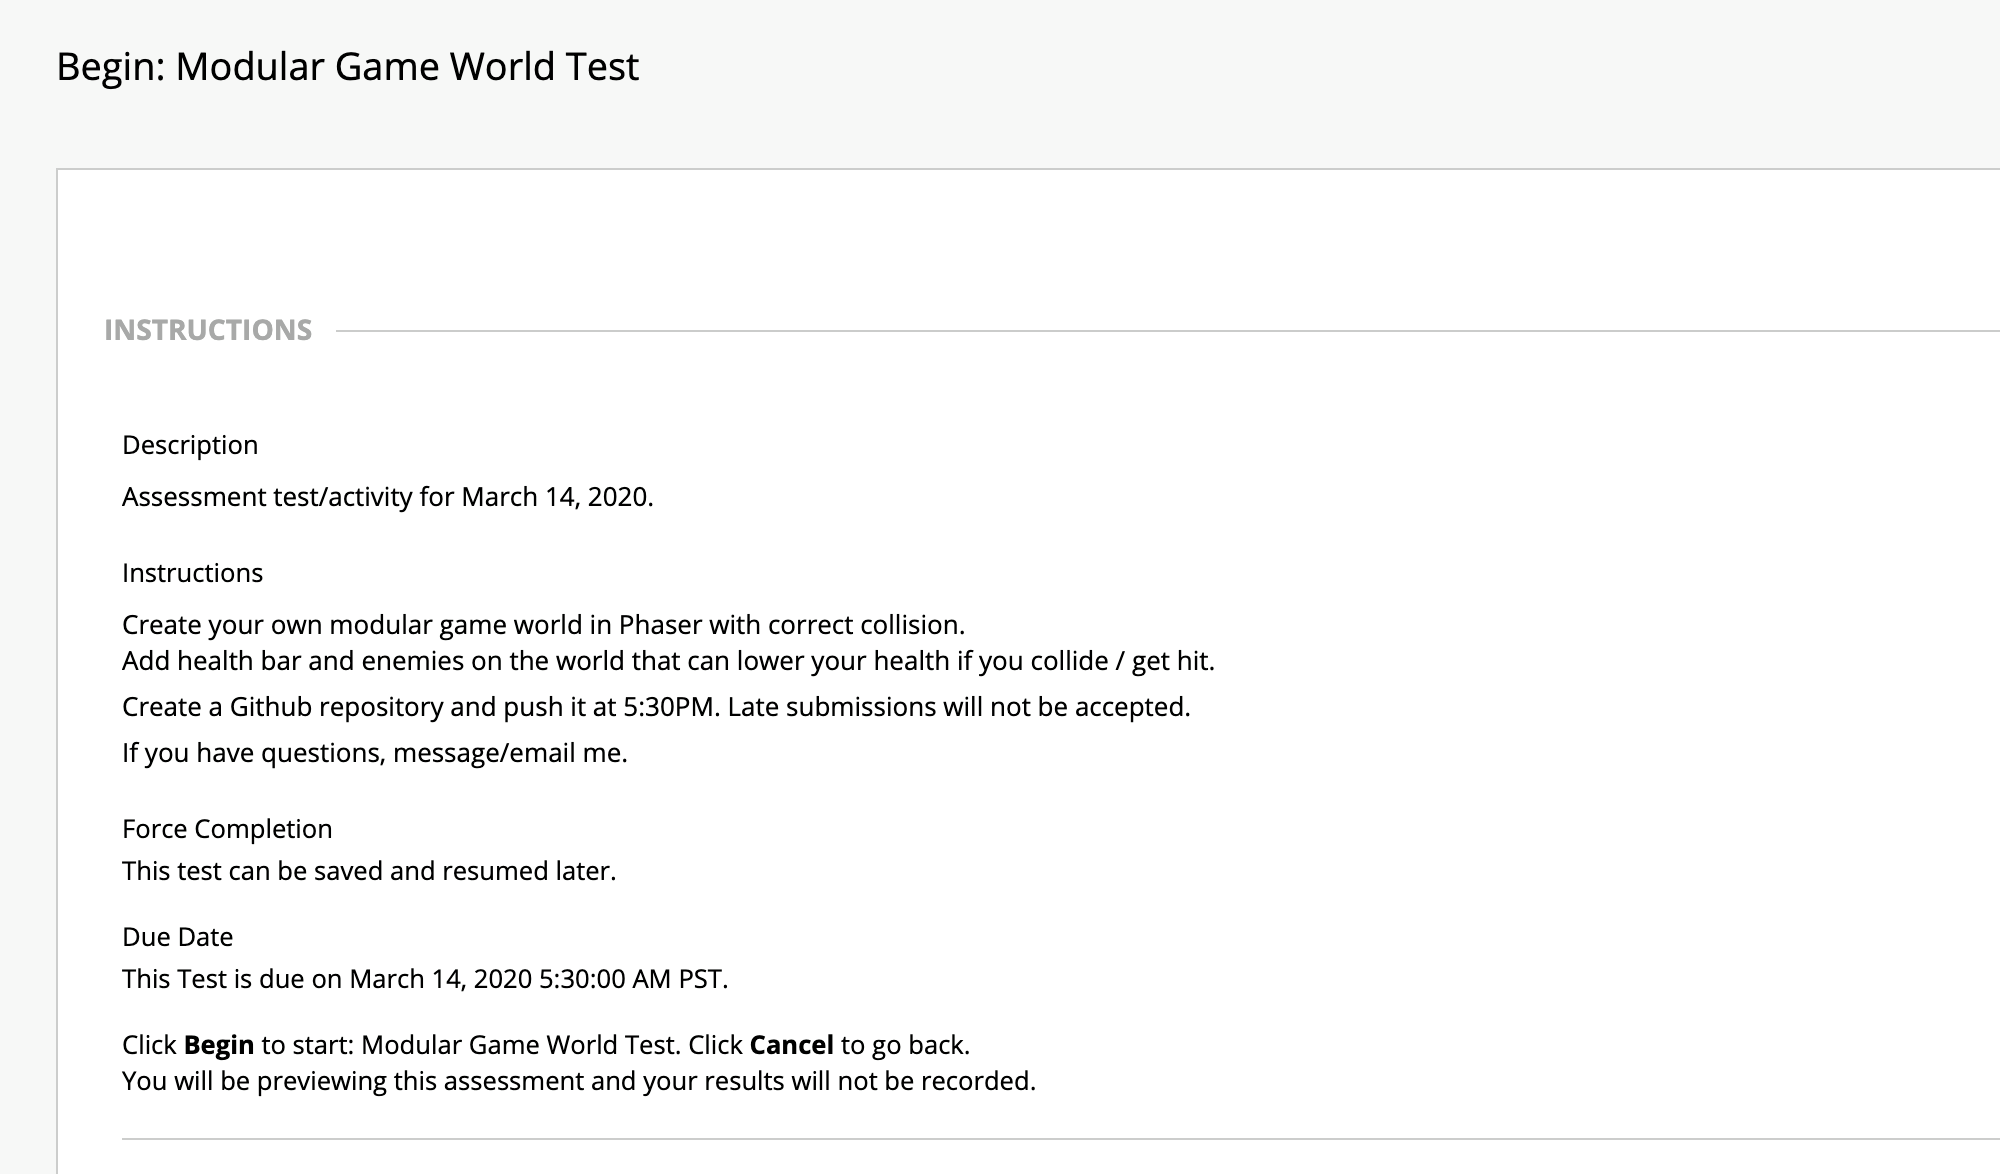 Begin: Modular Game World Test
INSTRUCTIONS
Description
Assessment test/activity for March 14, 2020.
Instructions
Create your own modular game world in Phaser with correct collision.
Add health bar and enemies on the world that can lower your health if you collide / get hit.
Create a Github repository and push it at 5:30PM. Late submissions will not be accepted.
If you have questions, message/email me.
Force Completion
This test can be saved and resumed later.
Due Date
This Test is due on March 14, 2020 5:30:00 AM PST.
Click Begin to start: Modular Game World Test. Click Cancel to go back.
You will be previewing this assessment and your results will not be recorded.